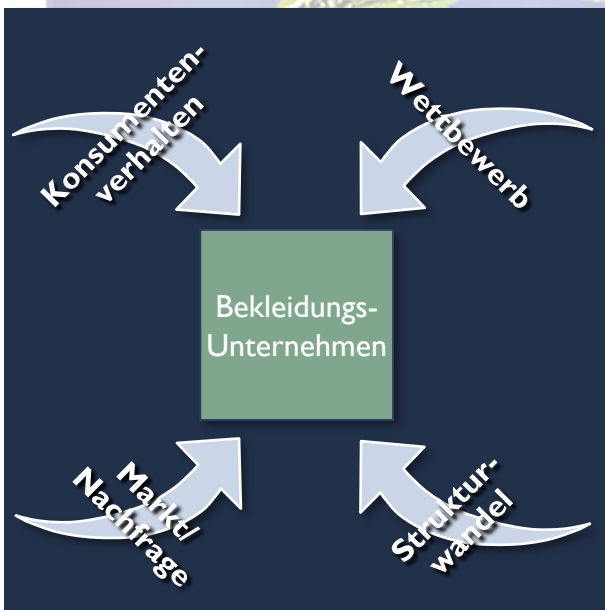 Konsumenten-
verhalten
Wettbewerb
Bekleidungs-
Unternehmen
Markt/
Nachfrage
Struktur-
wandel